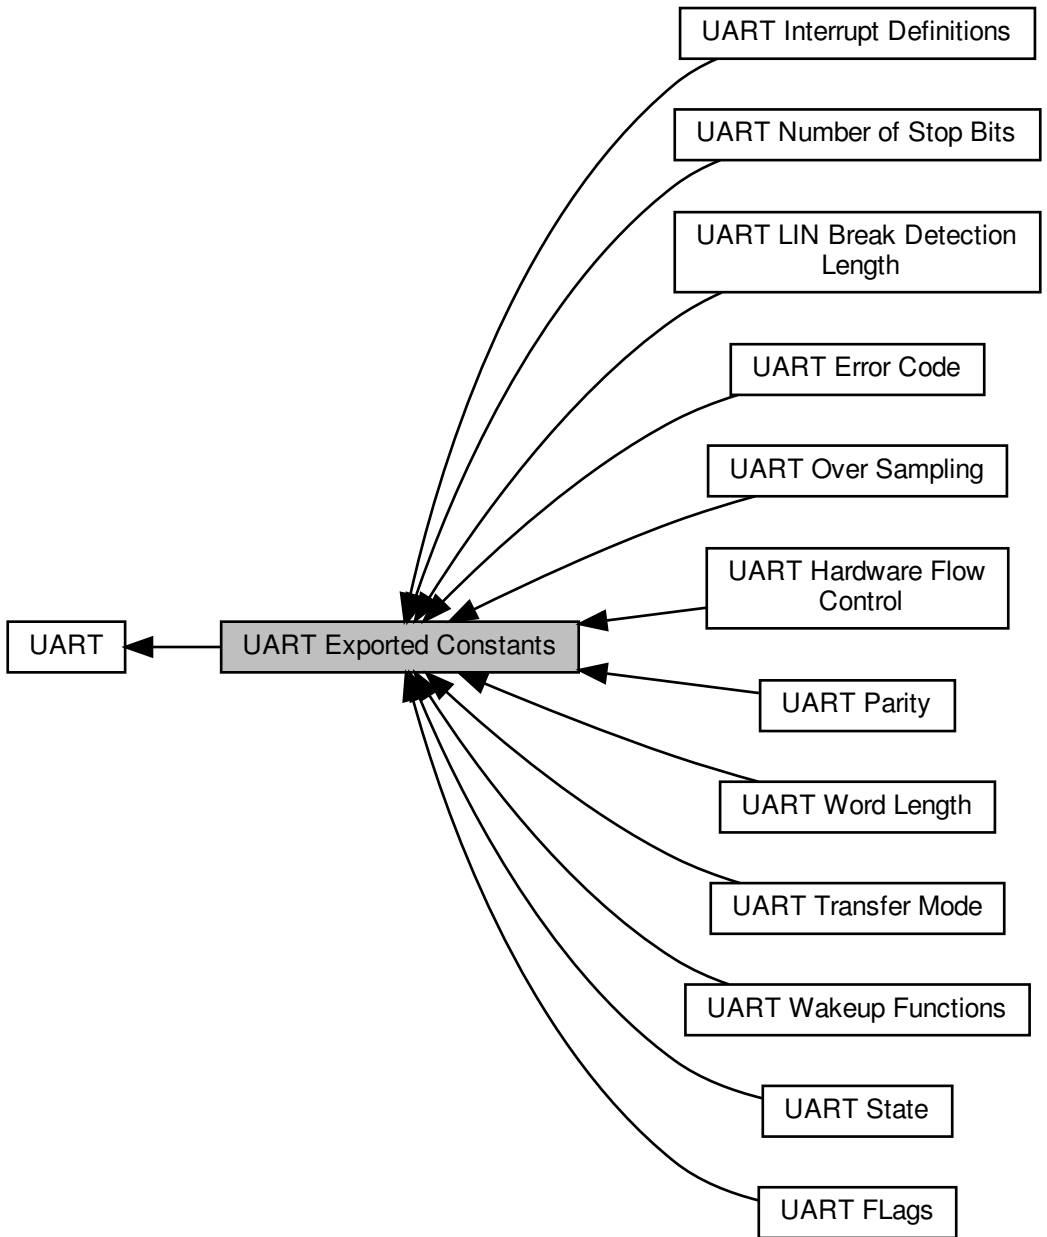 UART Interrupt Definitions
UART Number of Stop Bits
UART LIN Break Detection
Length
UART Error Code
UART Over Sampling
UART Hardware Flow
Control
UART
UART Exported Constants
UART Parity
UART Word Length
UART Transfer Mode
UART Wakeup Functions
UART State
UART FLags